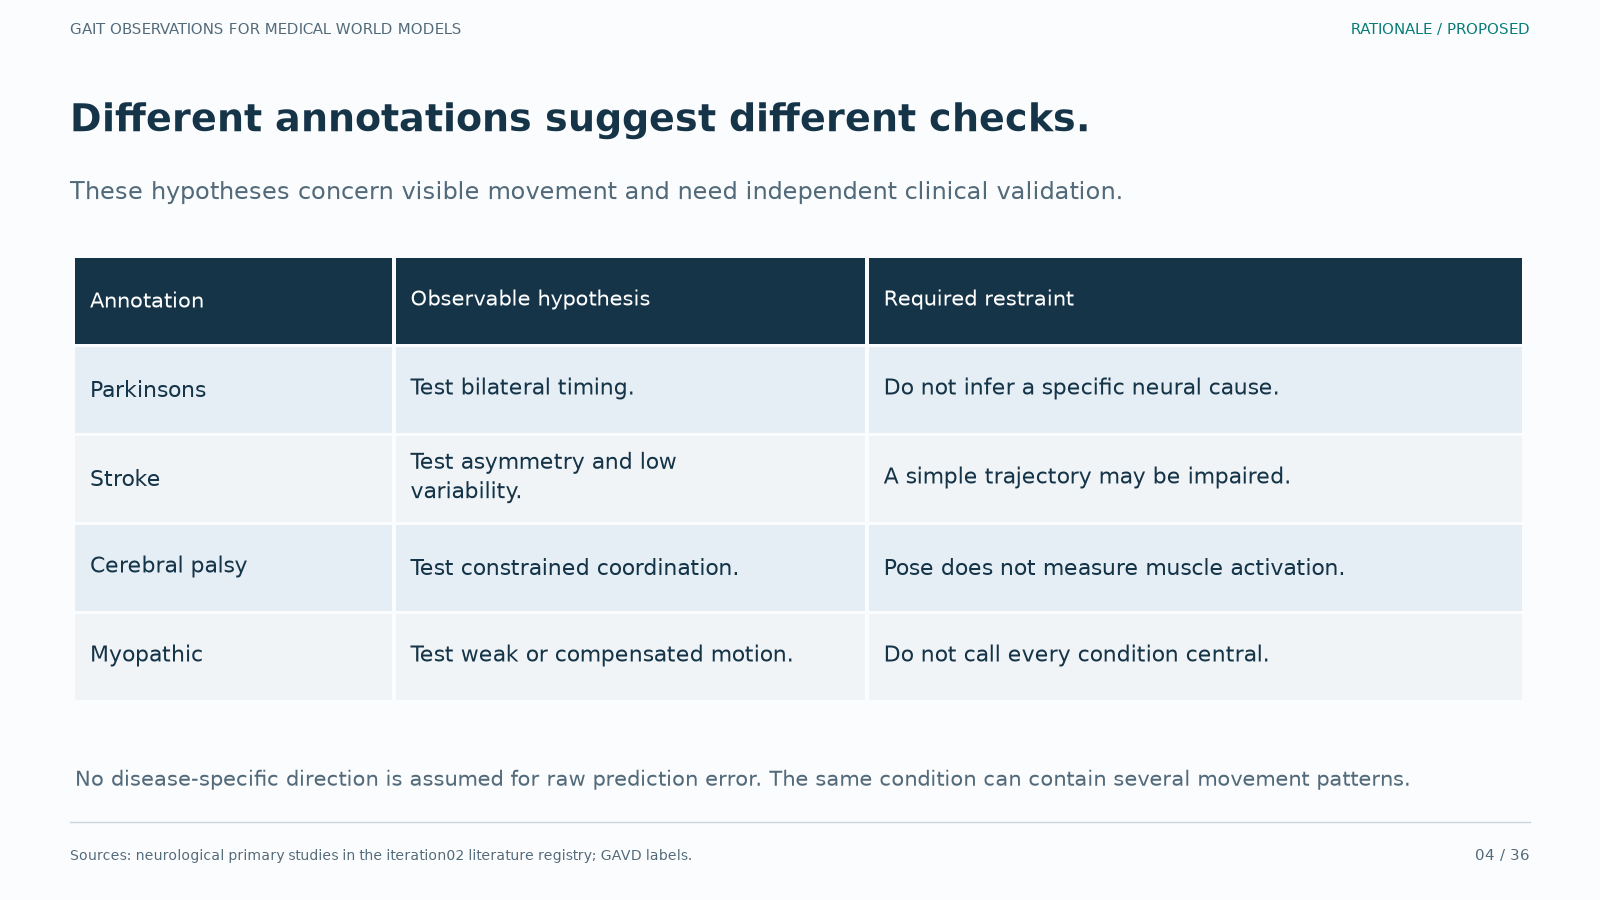 GAIT OBSERVATIONS FOR MEDICAL WORLD MODELS
RATIONALE / PROPOSED
Different annotations suggest different checks.
These hypotheses concern visible movement and need independent clinical validation.
Annotation
Observable hypothesis
Required restraint
Parkinsons
Test bilateral timing.
Do not infer a specific neural cause.
Stroke
Test asymmetry and low
variability.
A simple trajectory may be impaired.
Cerebral palsy
Test constrained coordination.
Pose does not measure muscle activation.
Myopathic
Test weak or compensated motion.
Do not call every condition central.
No disease-specific direction is assumed for raw prediction error. The same condition can contain several movement patterns.
Sources: neurological primary studies in the iteration02 literature registry; GAVD labels.
04 / 36